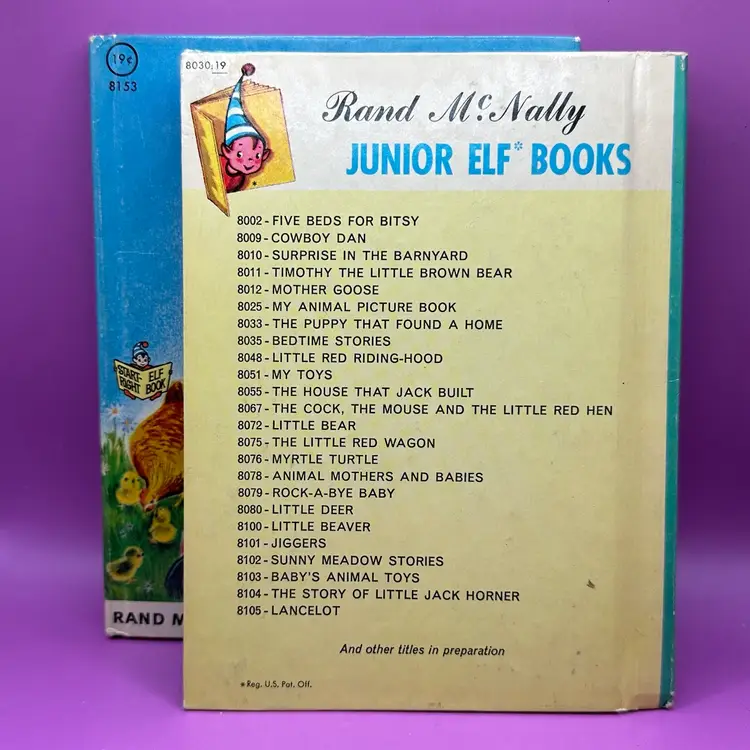 19¢
8153
START ELF
RIGHT BOOK
RAND M
8030:19
Rand McNally
JUNIOR ELF* BOOKS
8002 - FIVE BEDS FOR BITSY
8009 - COWBOY DAN
8010 - SURPRISE IN THE BARNYARD
8011 - TIMOTHY THE LITTLE BROWN BEAR
8012 - MOTHER GOOSE
8025 - MY ANIMAL PICTURE BOOK
8033 - THE PUPPY THAT FOUND A HOME
8035 - BEDTIME STORIES
8048 - LITTLE RED RIDING-HOOD
8051 - MY TOYS
8055 - THE HOUSE THAT JACK BUILT
8067 - THE COCK, THE MOUSE AND THE LITTLE RED HEN
8072 - LITTLE BEAR
8075 - THE LITTLE RED WAGON
8076 - MYRTLE TURTLE
8078 - ANIMAL MOTHERS AND BABIES
8079 - ROCK-A-BYE BABY
8080 - LITTLE DEER
8100 - LITTLE BEAVER
8101 - JIGGERS
8102 - SUNNY MEADOW STORIES
8103 - BABY'S ANIMAL TOYS
8104 - THE STORY OF LITTLE JACK HORNER
8105 - LANCELOT
And other titles in preparation
*Reg. U.S. Pat. Off.